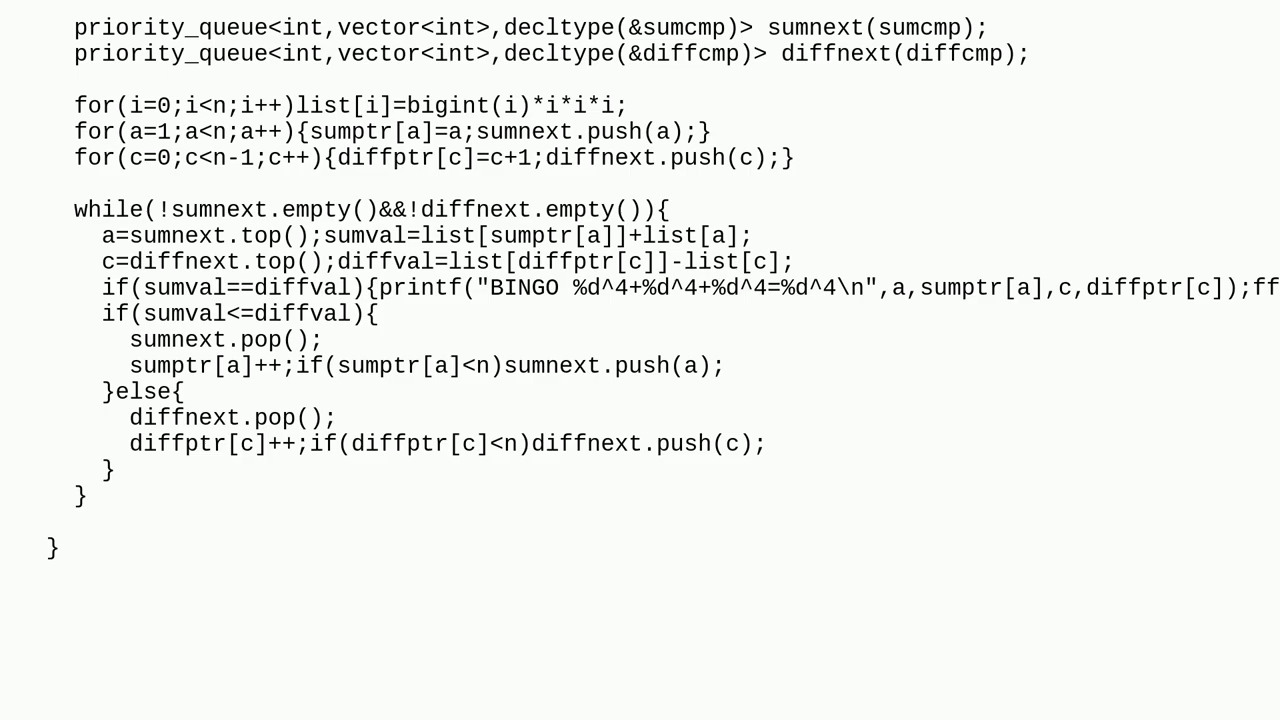 priority_queue<int,vector<int>,decltype(&sumcmp)> sumnext(sumcmp);
priority_queue<int,vector<int>,decltype(&diffcmp)> diffnext(diffcmp);
for(i=0;i<n;i++)list[i]=bigint(i)*i*i*i;
for(a=1;a<n;a++){sumptr[a]=a;sumnext.push(a);}
for(c=0;c<n-1;c++){diffptr[c]=c+1;diffnext.push(c);}
while(!sumnext.empty()&&!diffnext.empty()){
a=sumnext.top();sumval=list[sumptr[a]]+list[a];
c=diffnext.top();diffval=list[diffptr[c]]-list[c];
if(sumval==diffval){printf("BINGO %d^4+%d^4+%d^4=%d^4\n",a,sumptr[a],c,diffptr[c]);ff
if(sumval<=diffval){
sumnext.pop();
sumptr[a]++;if(sumptr[a]<n)sumnext.push(a);
}else{
diffnext.pop();
diffptr[c]++;if(diffptr[c]<n)diffnext.push(c);
}
}
}